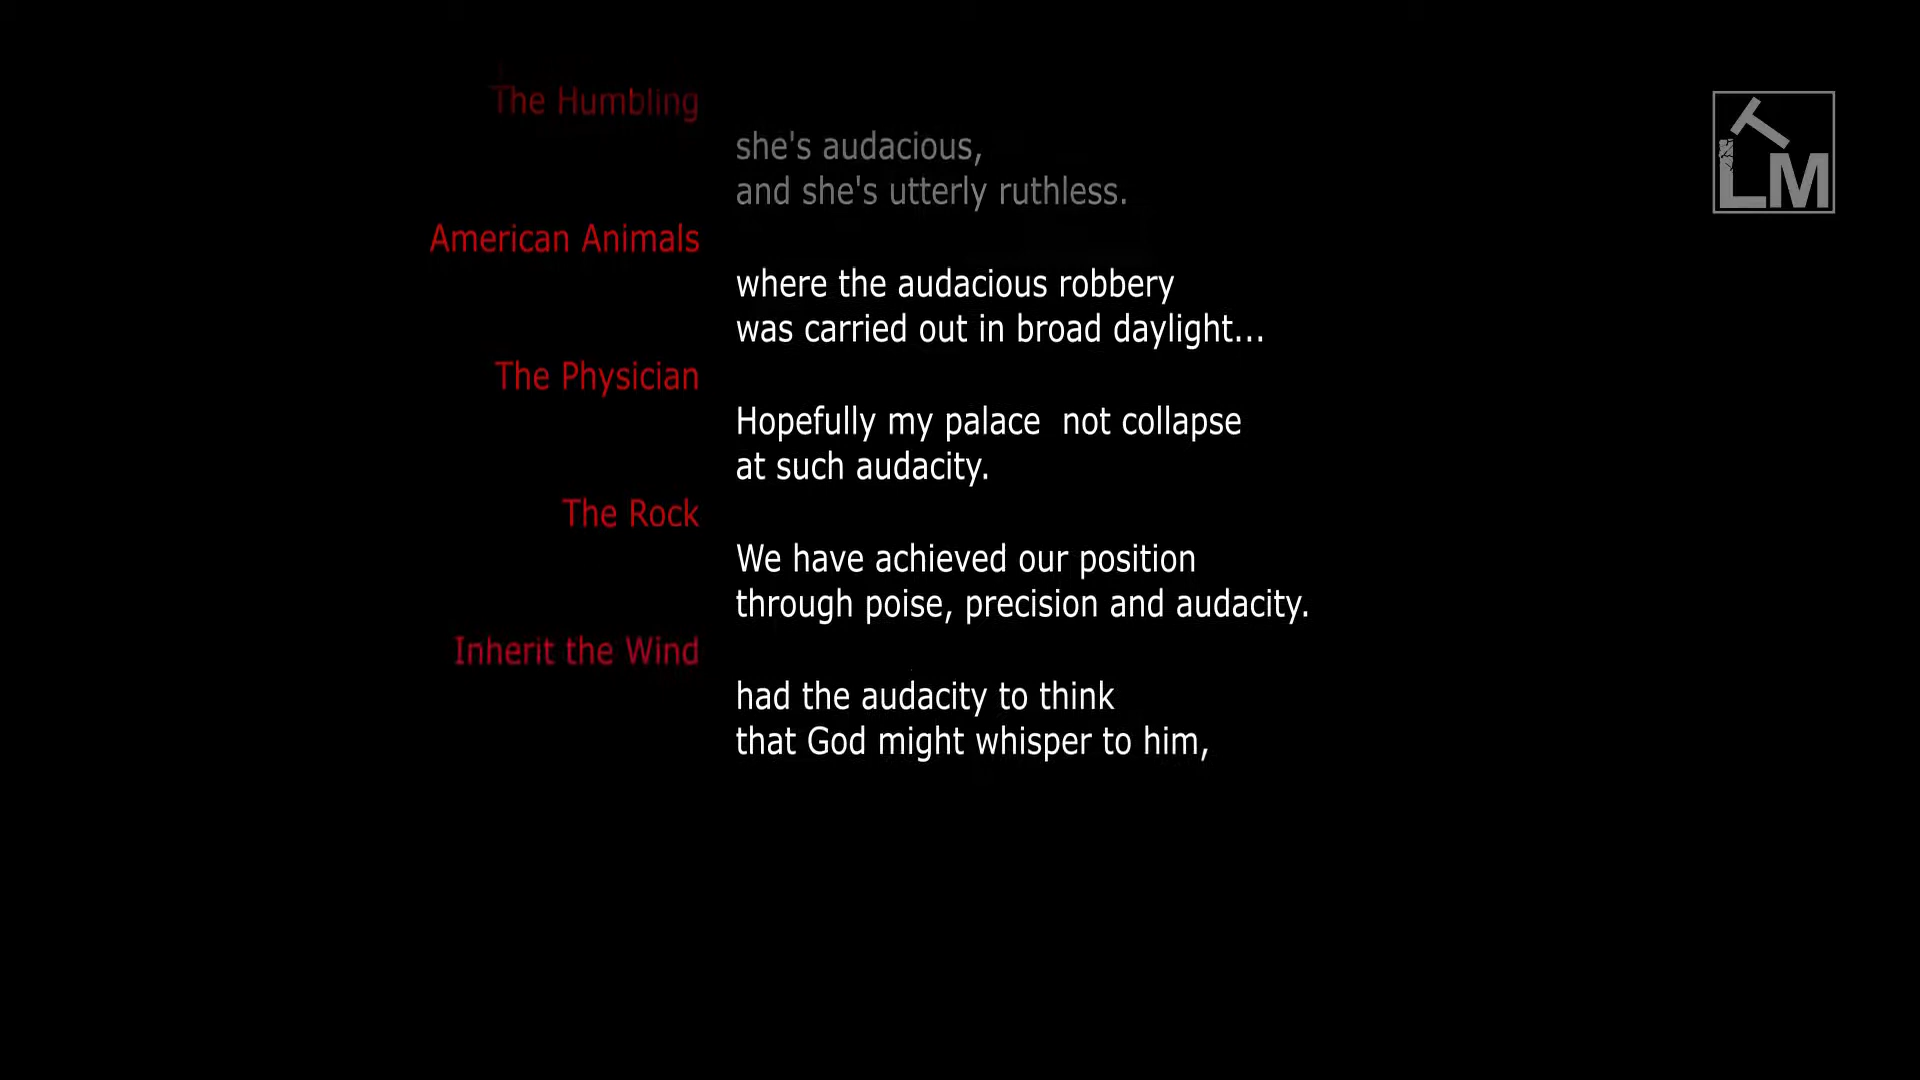 The Humbling
she's audacious,
and she's utterly ruthless.
American Animals
where the audacious robbery
was carried out in broad daylight...
The Physician
Hopefully my palace  not collapse
at such audacity.
The Rock
We have achieved our position
through poise, precision and audacity.
Inherit the Wind
had the audacity to think
that God might whisper to him,
LTM